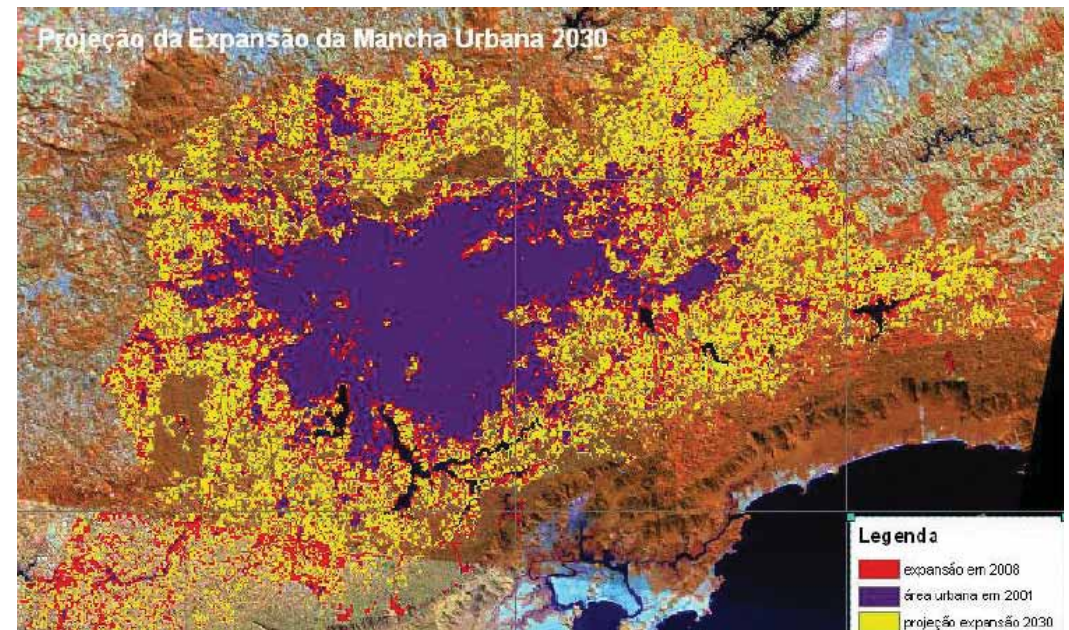 Projeção da Expansão da Mancha Urbana 2030
Legenda
expansão em 2008
área urbana em 2001
projeção expansão 2030